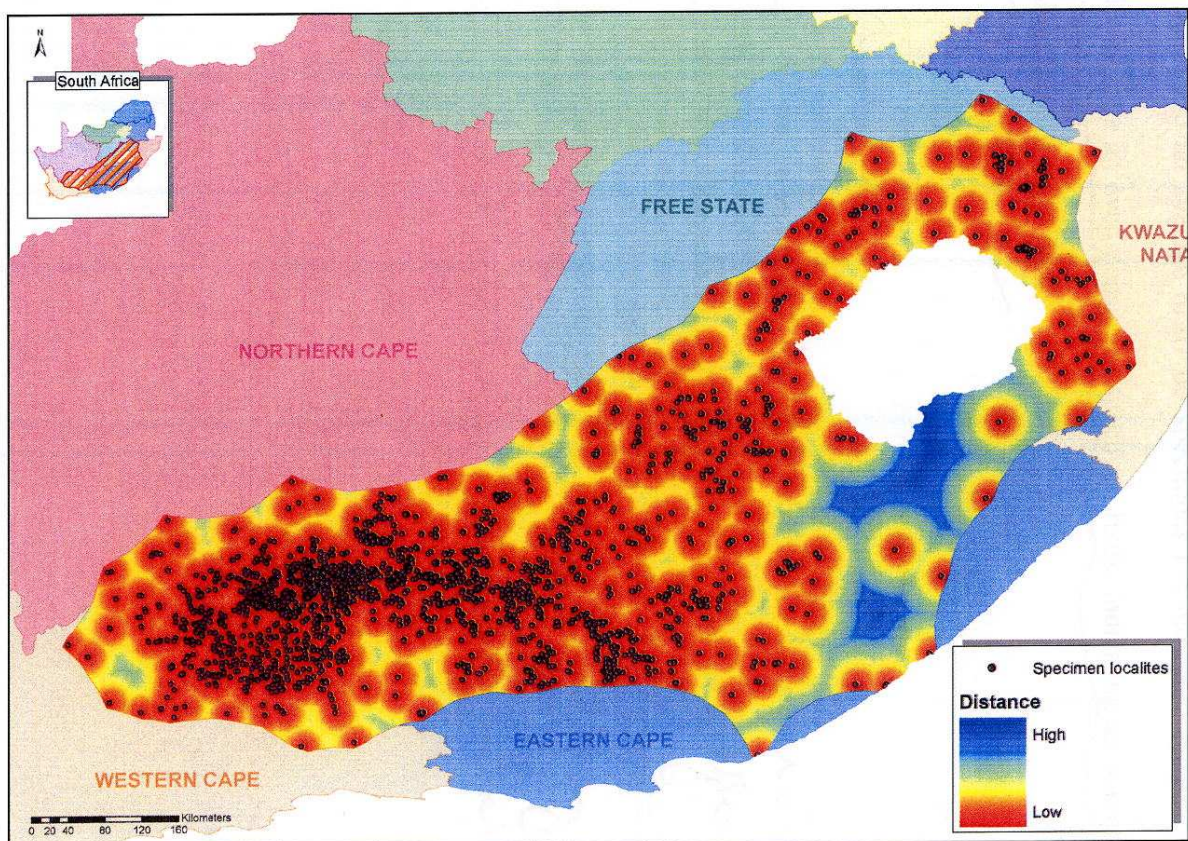 N
South Africa
FREE STATE
KWAZU
NATA
NORTHERN CAPE
EASTERN CAPE
WESTERN CAPE
Specimen localites
Distance
High
Low
Kilometers
0 20 40 80 120 160